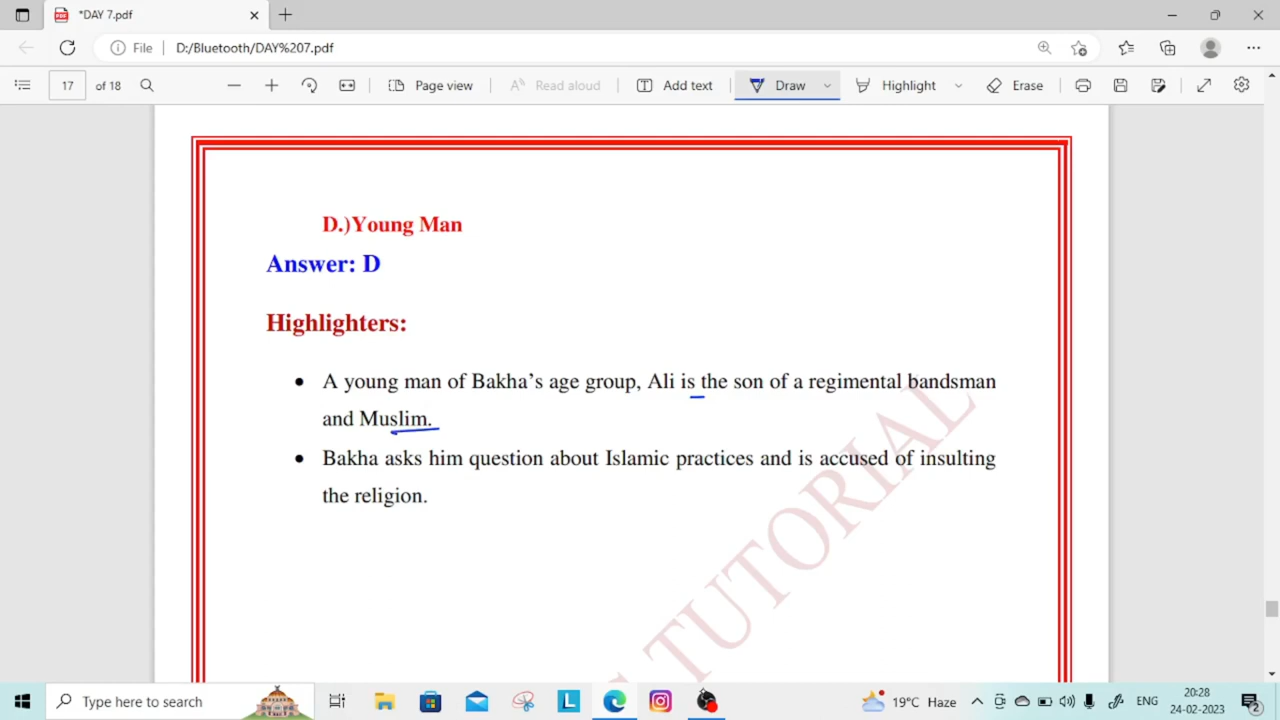 *DAY 7.pdf
File D:/Bluetooth/DAY%207.pdf
17 of 18 Page view Read aloud Add text Draw Highlight Erase
D.)Young Man
Answer: D
Highlighters:
• A young man of Bakha’s age group, Ali is the son of a regimental bandsman
and Muslim.
• Bakha asks him question about Islamic practices and is accused of insulting
the religion.
TUTORIAL
Type here to search
19°C Haze
ENG
20:28
24-02-2023
2